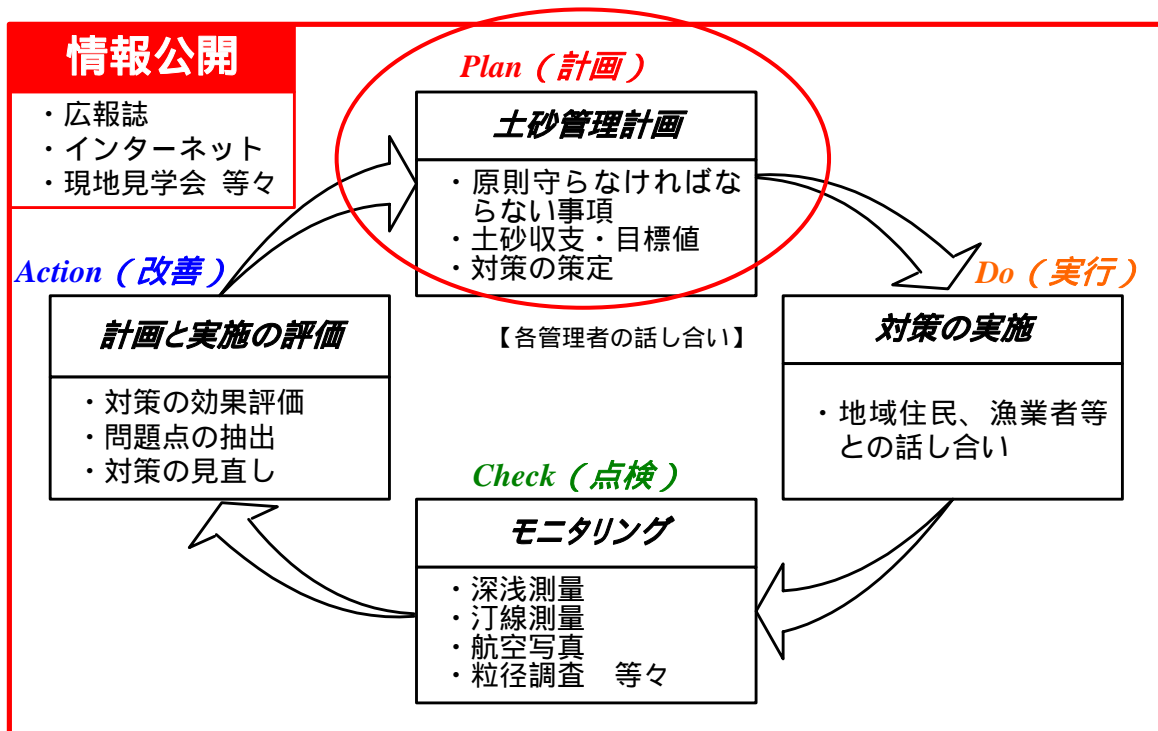 情報公開
・広報誌
・インターネット
・現地見学会 等々
Plan（計画）
土砂管理計画
・原則守らなければな
らない事項
・土砂収支・目標値
・対策の策定
【各管理者の話し合い】
Do（実行）
対策の実施
・地域住民、漁業者等
との話し合い
Check（点検）
モニタリング
・深浅測量
・汀線測量
・航空写真
・粒径調査　等々
Action（改善）
計画と実施の評価
・対策の効果評価
・問題点の抽出
・対策の見直し